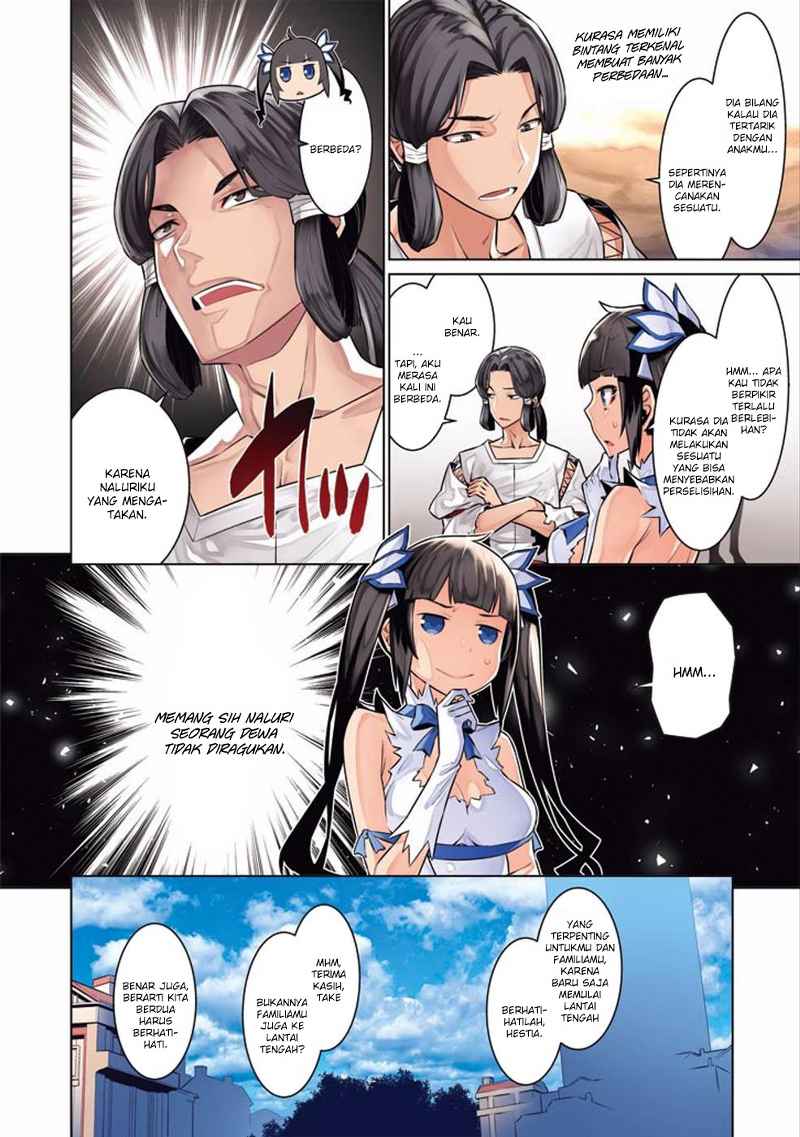 KURASA MEMILIKI
BINTANG TERKENAL
MEMBUAT BANYAK
PERBEDAAN...
DIA BILANG
KALAU DIA
TERTARIK
DENGAN
ANAKMU...
SEPERTINYA
DIA MEREN-
CANAKAN
SESUATU.
HMM... APA
KAU TIDAK
BERPIKIR
TERLALU
BERLEBI-
HAN?
KURASA DIA
TIDAK AKAN
MELAKUKAN
SESUATU
YANG BISA
MENYEBABKAN
PERSELISIHAN.
KAU
BENAR.
...
TAPI, AKU
MERASA
KALI INI
BERBEDA.
BERBEDA?
KARENA
NALURIKU
YANG MENGA-
TAKAN.
カッ
HMM...
MEMANG SIH NALURI
SEORANG DEWA
TIDAK DIRAGUKAN.
YANG
TERPENTING
UNTUKMU DAN
FAMILIAMU,
KARENA
BARU SAJA
MEMULAI
LANTAI
TENGAH
BERHATI-
HATILAH,
HESTIA.
MHM,
TERIMA
KASIH,
TAKE
BUKANNYA
FAMILIAMU
JUGA KE
LANTAI
TENGAH?
BENAR JUGA,
BERARTI KITA
BERDUA
HARUS
BERHATI-
HATI.